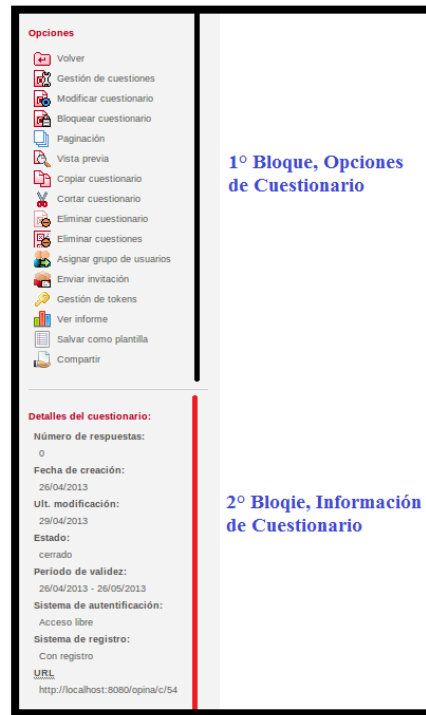 Opciones
Volver
Gestión de cuestiones
Modificar cuestionario
Bloquear cuestionario
Paginación
Vista previa
Copiar cuestionario
Cortar cuestionario
Eliminar cuestionario
Eliminar cuestiones
Asignar grupo de usuarios
Enviar invitación
Gestión de tokens
Ver informe
Salvar como plantilla
Compartir
1º Bloque, Opciones
de Cuestionario
Detalles del cuestionario:
Número de respuestas:
0
Fecha de creación:
26/04/2013
Ult. modificación:
29/04/2013
Estado:
cerrado
Período de validez:
26/04/2013 - 26/05/2013
Sistema de autentificación:
Acceso libre
Sistema de registro:
Con registro
URL
http://localhost:8080/opina/c/54
2º Bloqie, Información
de Cuestionario